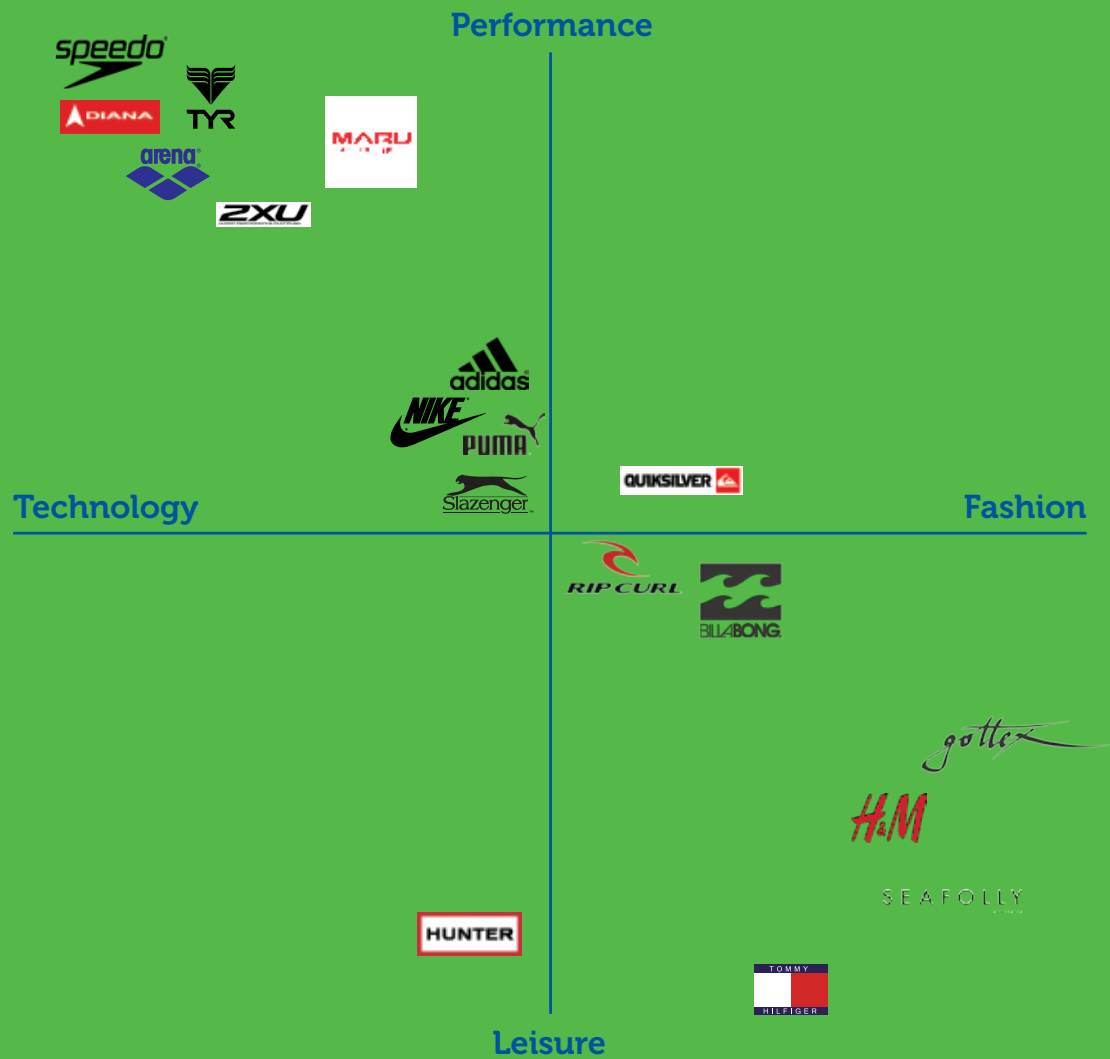 Performance
speedo®
TYR
DIANA
MARU
arena®
2XU
adidas
NIKE
PUMA
QUIKSILVER
Slazenger™
Technology
Fashion
RIP CURL
BILLABONG
gottex
H&M
SEAFOLLY
HUNTER
TOMMY
HILFIGER
Leisure